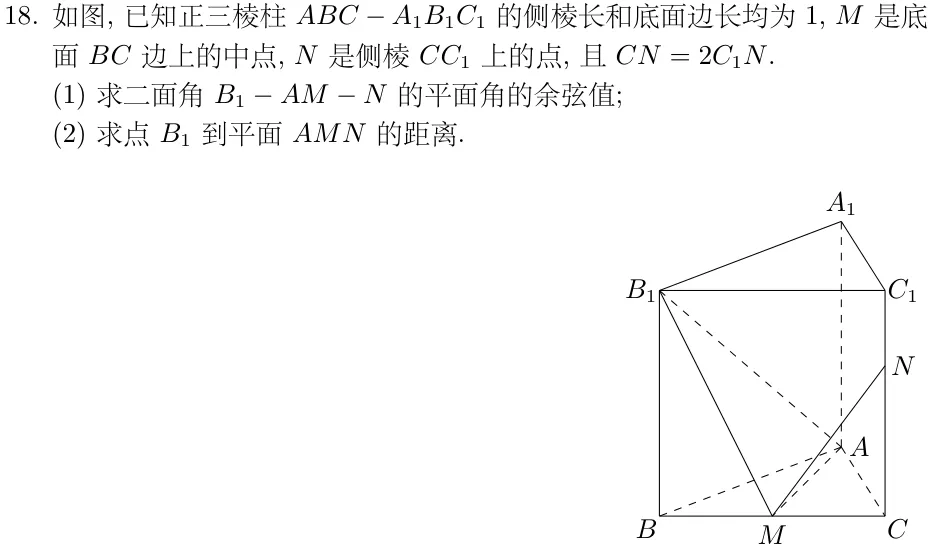 18. 如图, 已知正三棱柱 ABC − A₁B₁C₁ 的侧棱长和底面边长均为 1, M 是底
面 BC 边上的中点, N 是侧棱 CC₁ 上的点, 且 CN = 2C₁N.
(1) 求二面角 B₁ − AM − N 的平面角的余弦值;
(2) 求点 B₁ 到平面 AMN 的距离.
A₁
B₁
C₁
N
A
B
M
C